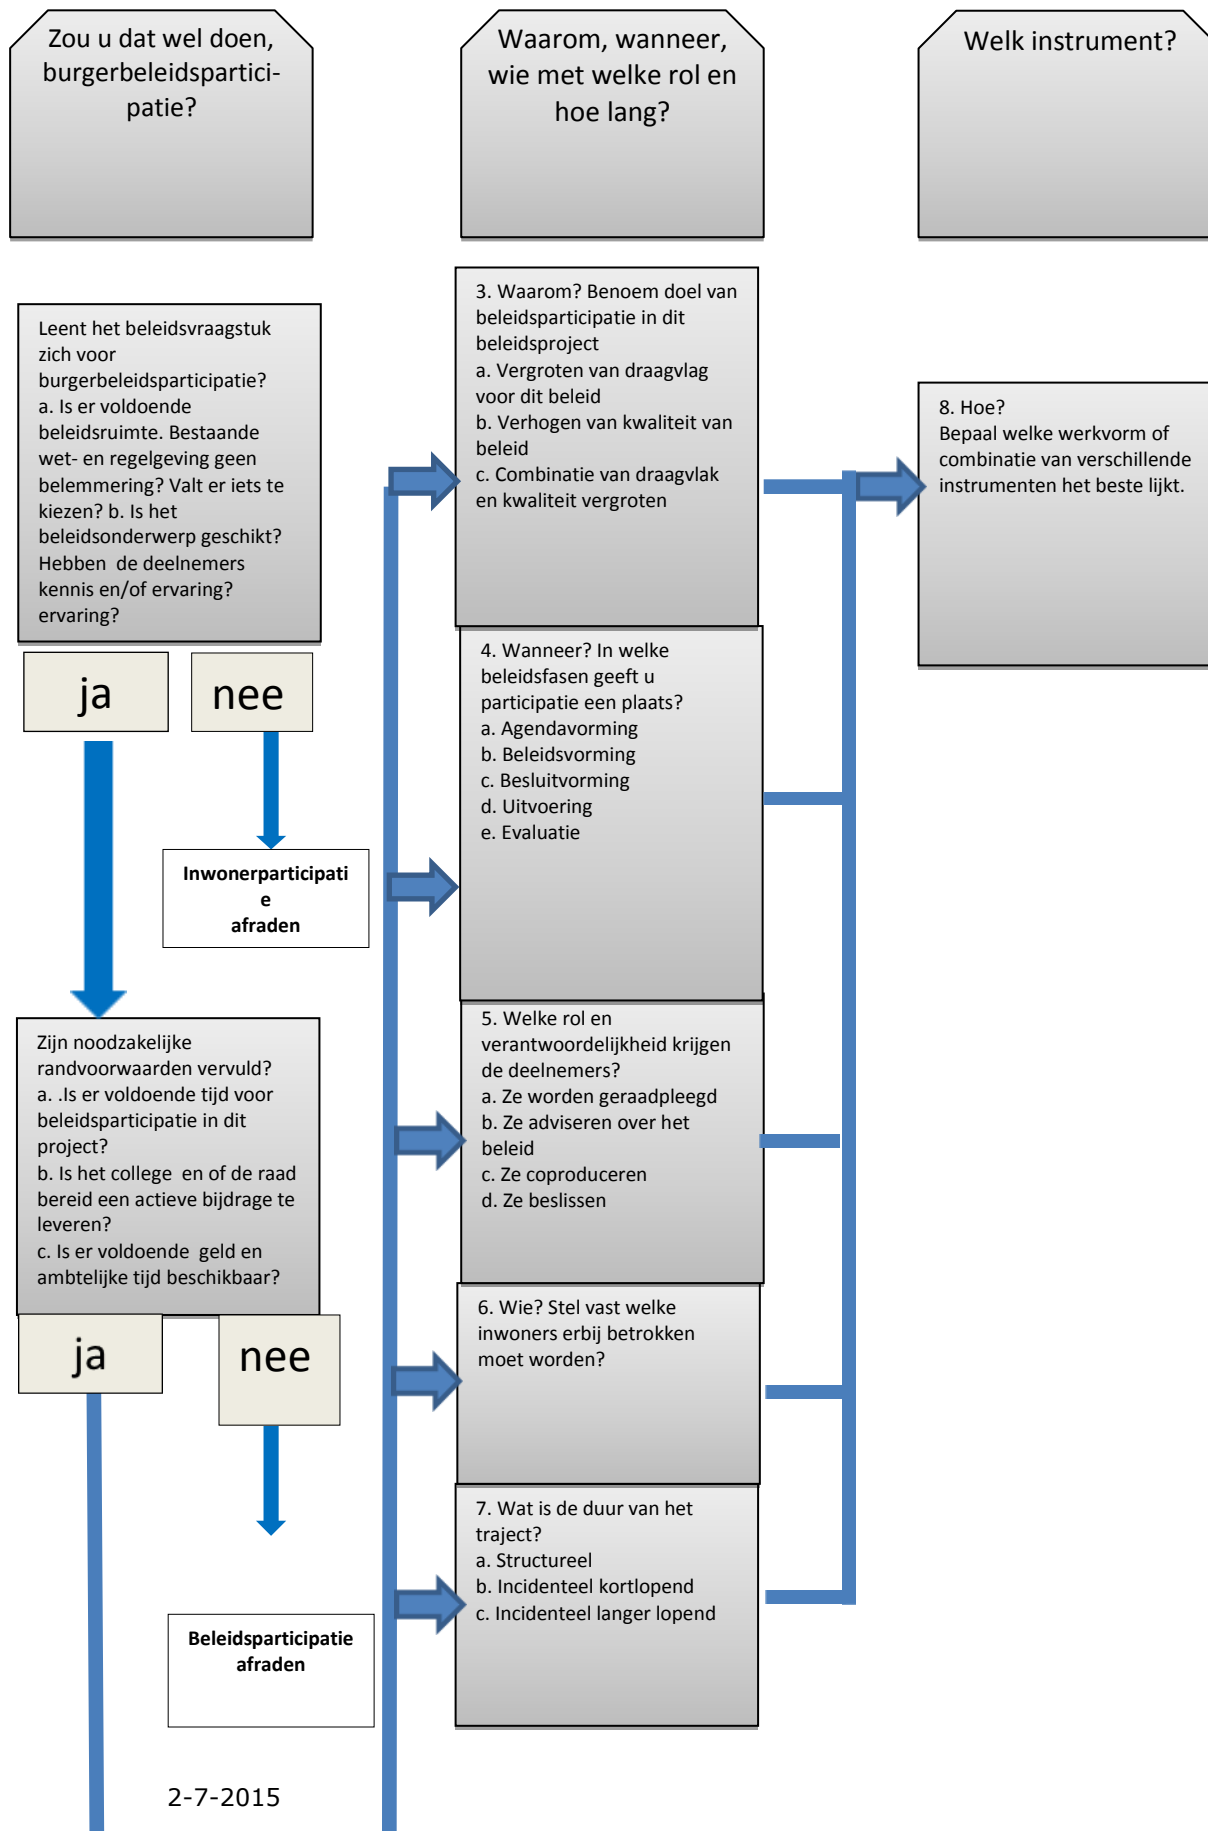 Zou u dat wel doen,
burgerbeleidspartici-
patie?
Waarom, wanneer,
wie met welke rol en
hoe lang?
Welk instrument?
Leent het beleidsvraagstuk
zich voor
burgerbeleidsparticipatie?
a. Is er voldoende
beleidsruimte. Bestaande
wet- en regelgeving geen
belemmering? Valt er iets te
kiezen? b. Is het
beleidsonderwerp geschikt?
Hebben de deelnemers
kennis en/of ervaring?
ervaring?
ja
nee
Inwonerparticipati
e
afraden
Zijn noodzakelijke
randvoorwaarden vervuld?
a. .Is er voldoende tijd voor
beleidsparticipatie in dit
project?
b. Is het college en of de raad
bereid een actieve bijdrage te
leveren?
c. Is er voldoende geld en
ambtelijke tijd beschikbaar?
ja
nee
Beleidsparticipatie
afraden
3. Waarom? Benoem doel van
beleidsparticipatie in dit
beleidsproject
a. Vergroten van draagvlag
voor dit beleid
b. Verhogen van kwaliteit van
beleid
c. Combinatie van draagvlak
en kwaliteit vergroten
4. Wanneer? In welke
beleidsfasen geeft u
participatie een plaats?
a. Agendavorming
b. Beleidsvorming
c. Besluitvorming
d. Uitvoering
e. Evaluatie
5. Welke rol en
verantwoordelijkheid krijgen
de deelnemers?
a. Ze worden geraadpleegd
b. Ze adviseren over het
beleid
c. Ze coproduceren
d. Ze beslissen
6. Wie? Stel vast welke
inwoners erbij betrokken
moet worden?
7. Wat is de duur van het
traject?
a. Structureel
b. Incidenteel kortlopend
c. Incidenteel langer lopend
8. Hoe?
Bepaal welke werkvorm of
combinatie van verschillende
instrumenten het beste lijkt.
2-7-2015